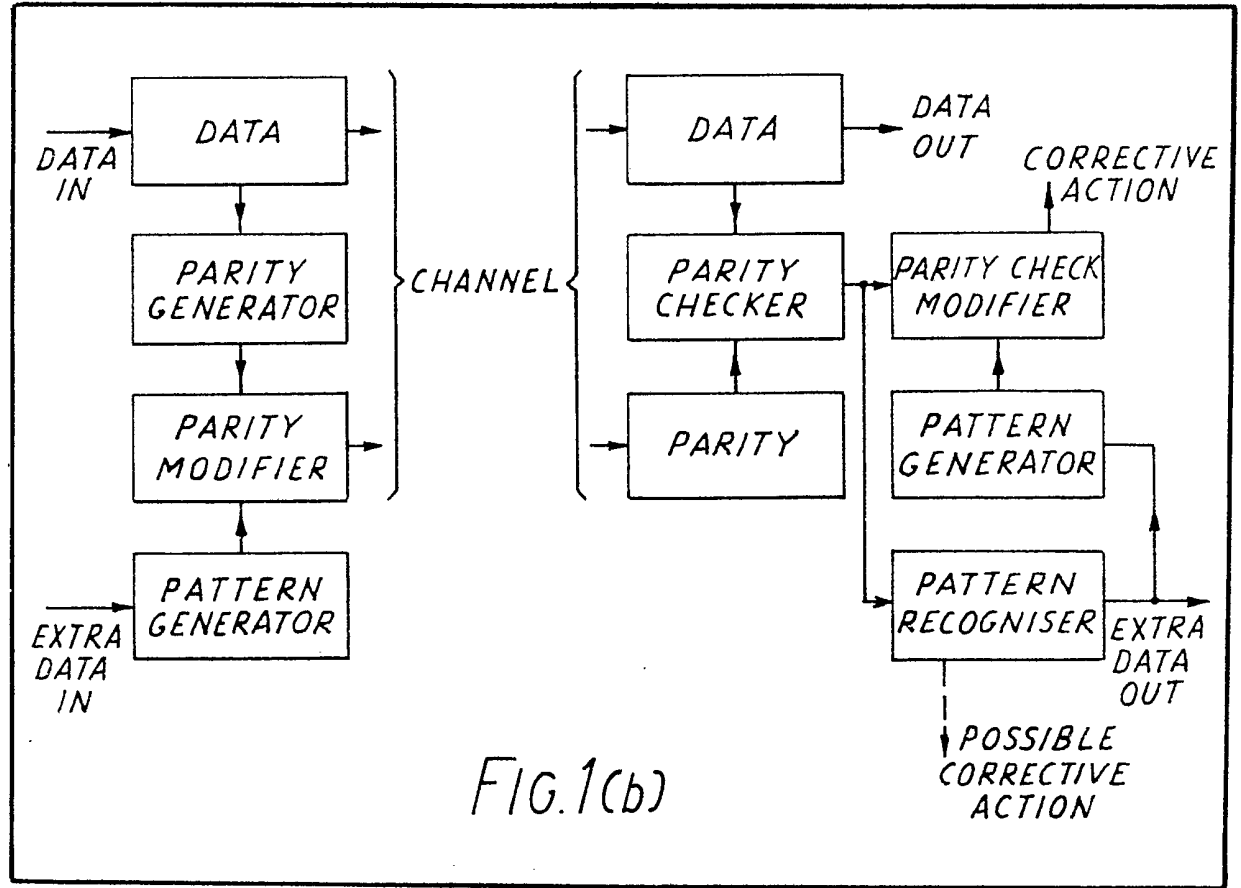 DATA
DATA
IN
PARITY
GENERATOR
PARITY
MODIFIER
PATTERN
GENERATOR
EXTRA
DATA
IN
CHANNEL
DATA
DATA
OUT
CORRECTIVE
ACTION
PARITY
CHECKER
PARITY CHECK
MODIFIER
PARITY
PATTERN
GENERATOR
PATTERN
RECOGNISER
EXTRA
DATA
OUT
POSSIBLE
CORRECTIVE
ACTION
FIG.1(b)